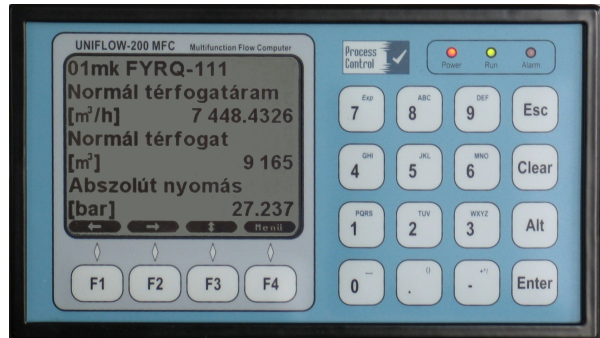 UNIFLOW-200 MFC Multifunction Flow Computer
01mk FYRQ-111
Normál térfogatáram
[m³/h] 7 448.4326
Normál térfogat
[m³] 9 165
Abszolút nyomás
[bar] 27.237
← → ↕ Menü
F1 F2 F3 F4
Process
Control
Power Run Alarm
7 Exp 8 ABC 9 DEF Esc
4 GHI 5 JKL 6 MNO Clear
1 PQRS 2 TUV 3 WXYZ Alt
0 — . () - +*/ Enter